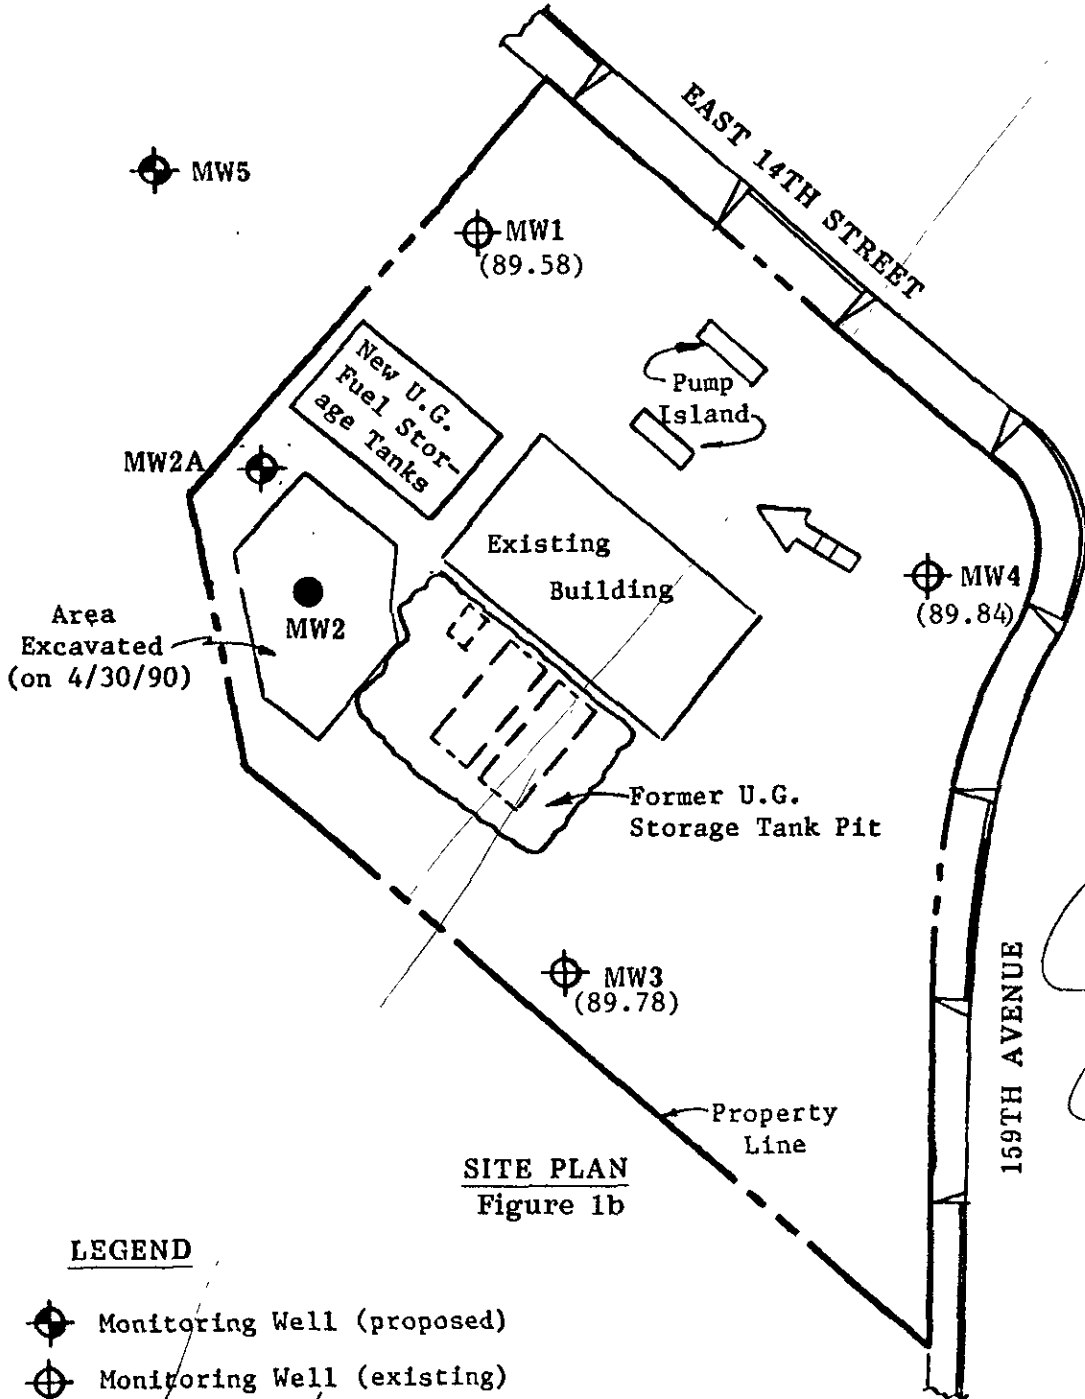 EAST 14TH STREET
MW5
MW1
(89.58)
New U.G.
Fuel Stor-
age Tanks
Pump
Island
MW2A
Existing
Building
MW4
(89.84)
MW2
Area
Excavated
(on 4/30/90)
Former U.G.
Storage Tank Pit
MW3
(89.78)
159TH AVENUE
Property
Line
SITE PLAN
Figure 1b
LEGEND
Monitoring Well (proposed)
Monitoring Well (existing)